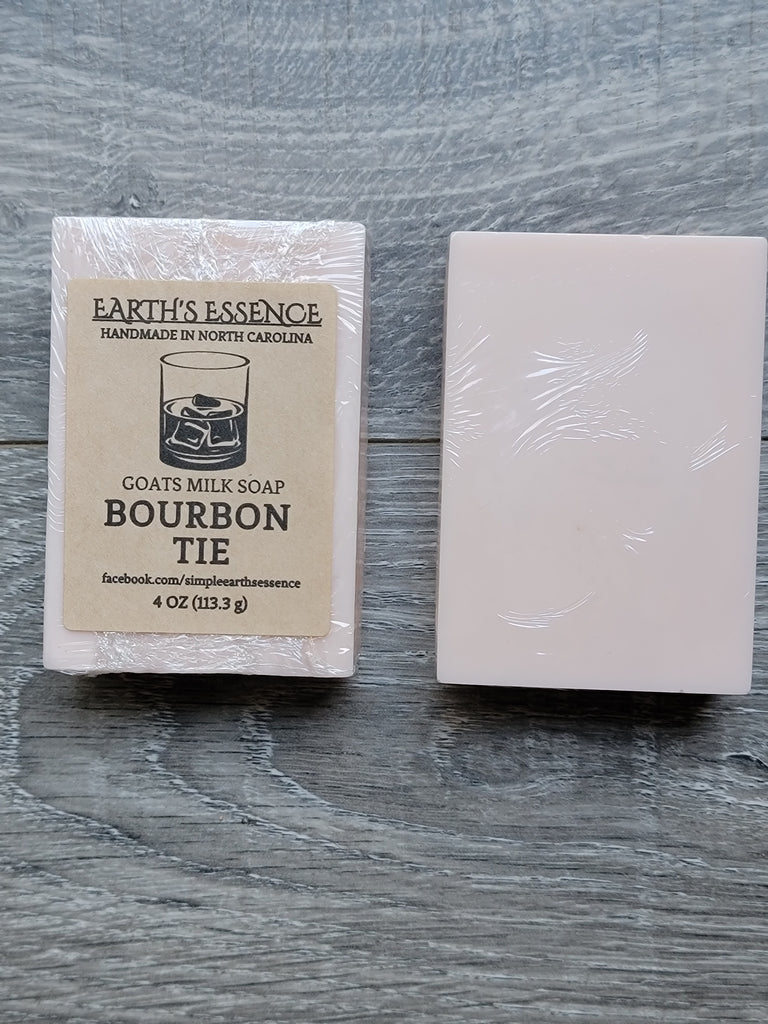 EARTH'S ESSENCE
HANDMADE IN NORTH CAROLINA
GOATS MILK SOAP
BOURBON
TIE
facebook.com/simpleearthsessence
4 OZ (113.3 g)